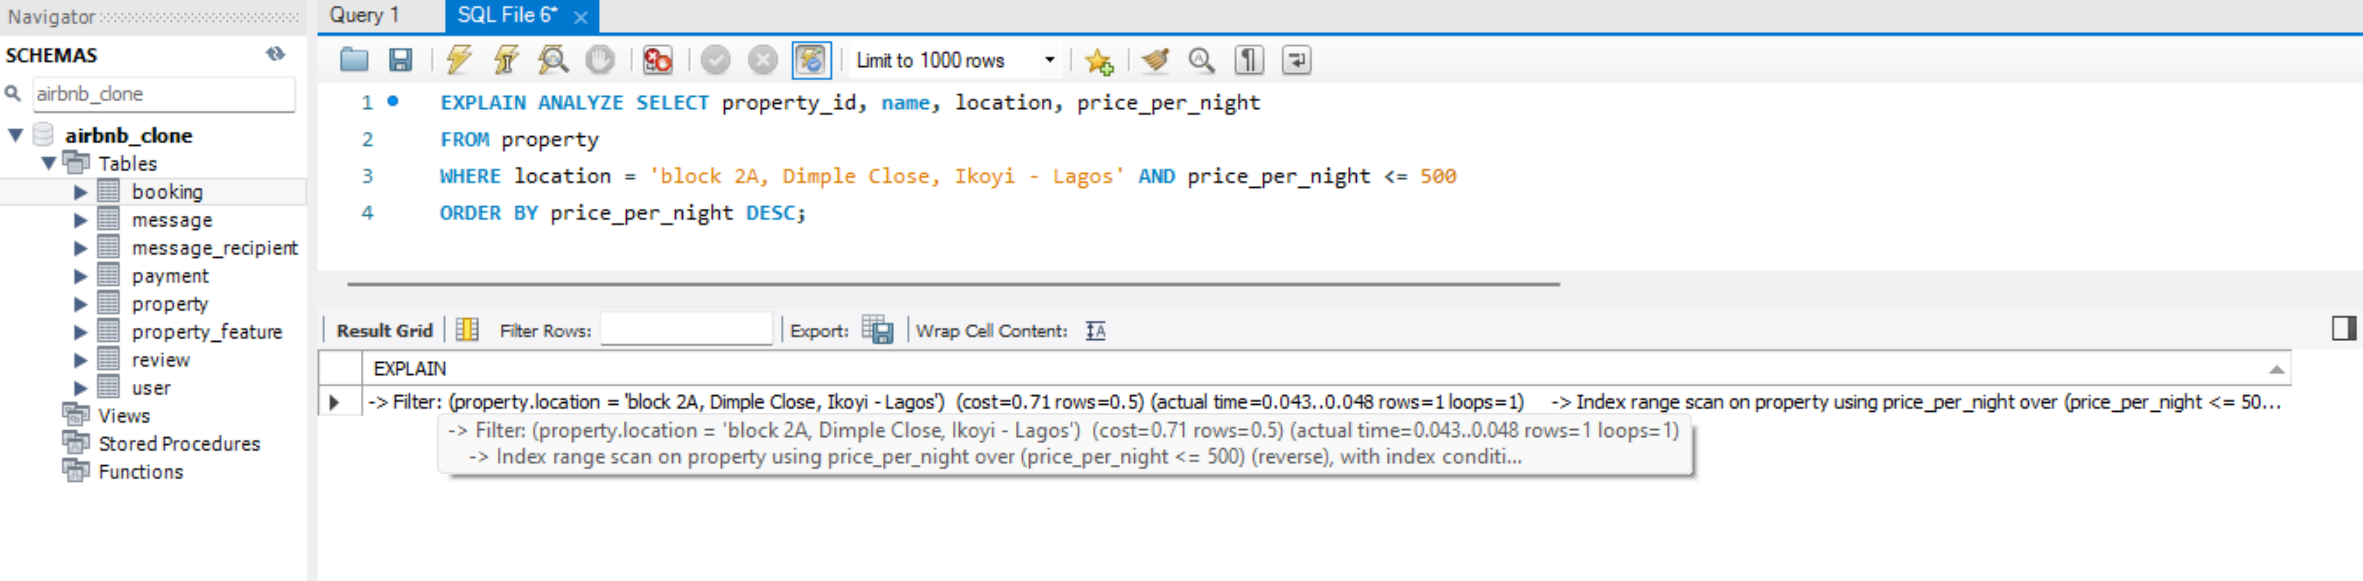 Navigator
SCHEMAS
airbnb_clone
airbnb_clone
Tables
booking
message
message_recipient
payment
property
property_feature
review
user
Views
Stored Procedures
Functions
Query 1
SQL File 6*
Limit to 1000 rows
1 EXPLAIN ANALYZE SELECT property_id, name, location, price_per_night
2 FROM property
3 WHERE location = 'block 2A, Dimple Close, Ikoyi - Lagos' AND price_per_night <= 500
4 ORDER BY price_per_night DESC;
Result Grid Filter Rows: Export: Wrap Cell Content:
EXPLAIN
-> Filter: (property.location = 'block 2A, Dimple Close, Ikoyi - Lagos') (cost=0.71 rows=0.5) (actual time=0.043..0.048 rows=1 loops=1) -> Index range scan on property using price_per_night over (price_per_night <= 50...
-> Filter: (property.location = 'block 2A, Dimple Close, Ikoyi - Lagos') (cost=0.71 rows=0.5) (actual time=0.043..0.048 rows=1 loops=1)
-> Index range scan on property using price_per_night over (price_per_night <= 500) (reverse), with index conditi...